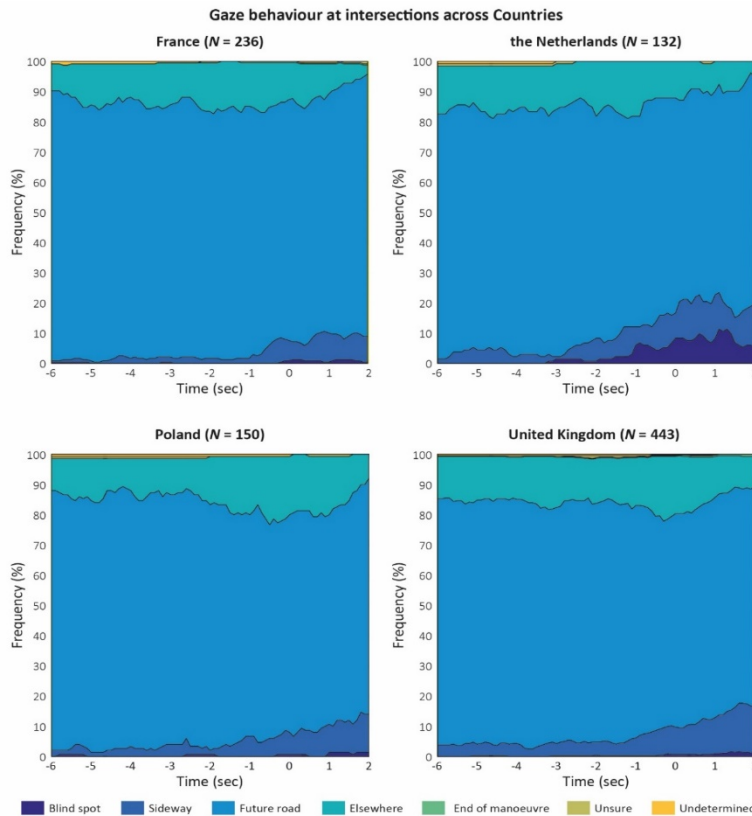 Gaze behaviour at intersections across Countries
France (N = 236)
100
90
80
70
60
50
40
30
20
10
0
Frequency (%)
-6 -5 -4 -3 -2 -1 0 1 2
Time (sec)
the Netherlands (N = 132)
100
90
80
70
60
50
40
30
20
10
0
Frequency (%)
-6 -5 -4 -3 -2 -1 0 1
Time (sec)
Poland (N = 150)
100
90
80
70
60
50
40
30
20
10
0
Frequency (%)
-6 -5 -4 -3 -2 -1 0 1 2
Time (sec)
United Kingdom (N = 443)
100
90
80
70
60
50
40
30
20
10
0
Frequency (%)
-6 -5 -4 -3 -2 -1 0 1
Time (sec)
Blind spot Sideway Future road Elsewhere End of manoeuvre Unsure Undetermined